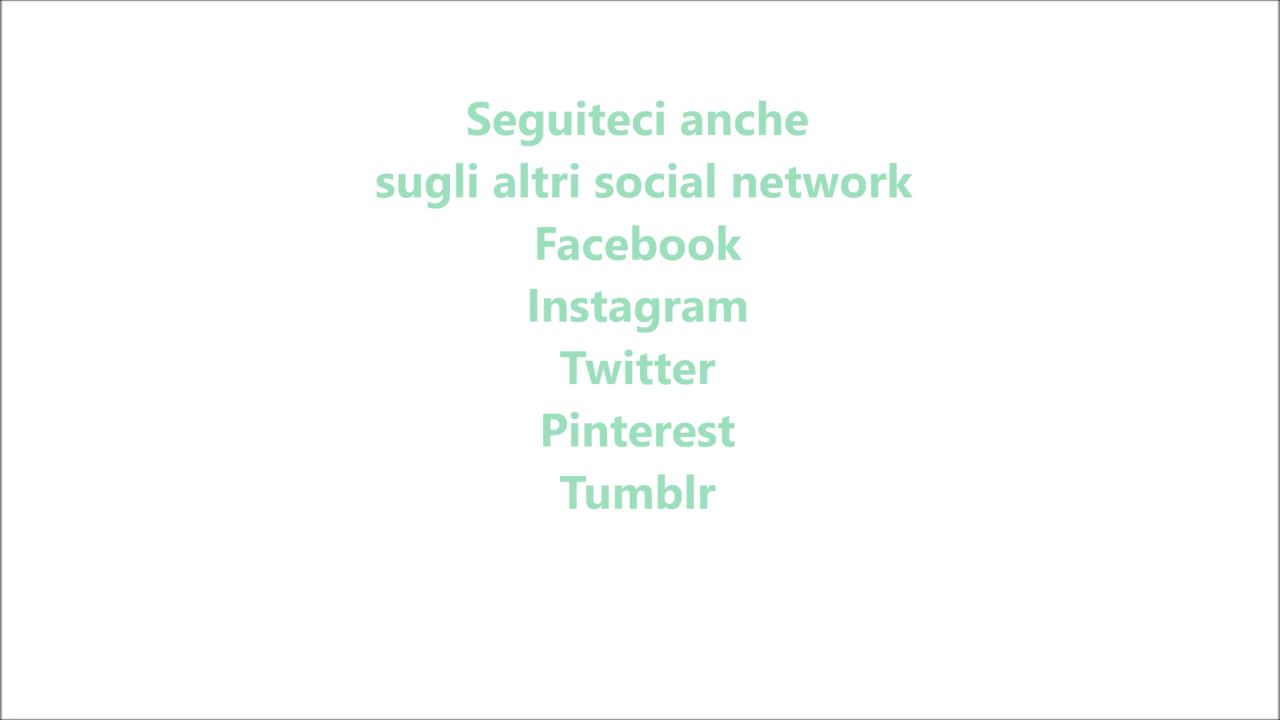 Seguiteci anche
sugli altri social network
Facebook
Instagram
Twitter
Pinterest
Tumblr